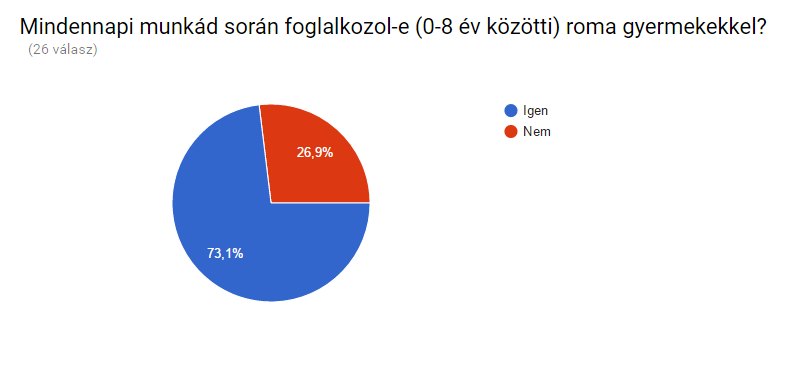 Mindennapi munkád során foglalkozol-e (0-8 év közötti) roma gyermekekkel?
(26 válasz)
Igen
Nem
26,9%
73,1%